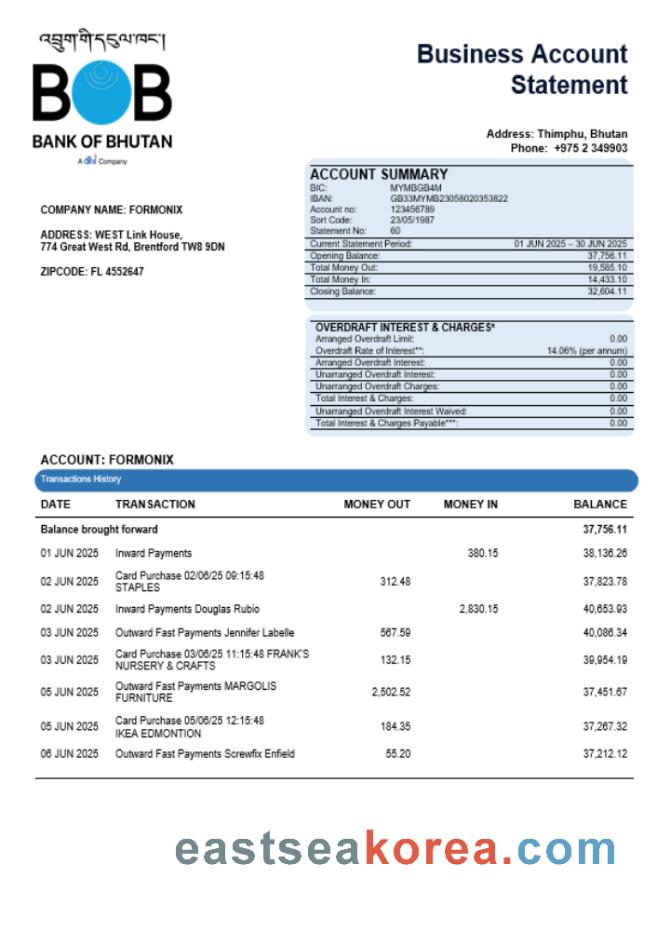 འབྲུག་གི་དངུལ་ཁང་།
BOB
BANK OF BHUTAN
A dhi Company
Business Account
Statement
Address: Thimphu, Bhutan
Phone: +975 2 349903
COMPANY NAME: FORMONIX
ADDRESS: WEST Link House,
774 Great West Rd, Brentford TW8 9DN
ZIPCODE: FL 4552647
ACCOUNT SUMMARY
BIC: MYMBGB4M
IBAN: GB33MYMB23058020353822
Account no: 123456789
Sort Code: 23/05/1987
Statement No: 60
Current Statement Period: 01 JUN 2025 – 30 JUN 2025
Opening Balance: 37,756.11
Total Money Out: 19,585.10
Total Money In: 14,433.10
Closing Balance: 32,604.11
OVERDRAFT INTEREST & CHARGES*
Arranged Overdraft Limit: 0.00
Overdraft Rate of Interest**: 14.06% (per annum)
Arranged Overdraft Interest: 0.00
Unarranged Overdraft Interest: 0.00
Unarranged Overdraft Charges: 0.00
Total Interest & Charges: 0.00
Unarranged Overdraft Interest Waived: 0.00
Total Interest & Charges Payable***: 0.00
ACCOUNT: FORMONIX
Transactions History
DATE TRANSACTION MONEY OUT MONEY IN BALANCE
Balance brought forward 37,756.11
01 JUN 2025 Inward Payments 380.15 38,136.26
02 JUN 2025 Card Purchase 02/06/25 09:15:48 312.48 37,823.78
STAPLES
02 JUN 2025 Inward Payments Douglas Rubio 2,830.15 40,653.93
03 JUN 2025 Outward Fast Payments Jennifer Labelle 567.59 40,086.34
03 JUN 2025 Card Purchase 03/06/25 11:15:48 FRANK'S 132.15 39,954.19
NURSERY & CRAFTS
05 JUN 2025 Outward Fast Payments MARGOLIS 2,502.52 37,451.67
FURNITURE
05 JUN 2025 Card Purchase 05/06/25 12:15:48 184.35 37,267.32
IKEA EDMONTION
06 JUN 2025 Outward Fast Payments Screwfix Enfield 55.20 37,212.12
eastseakorea.com